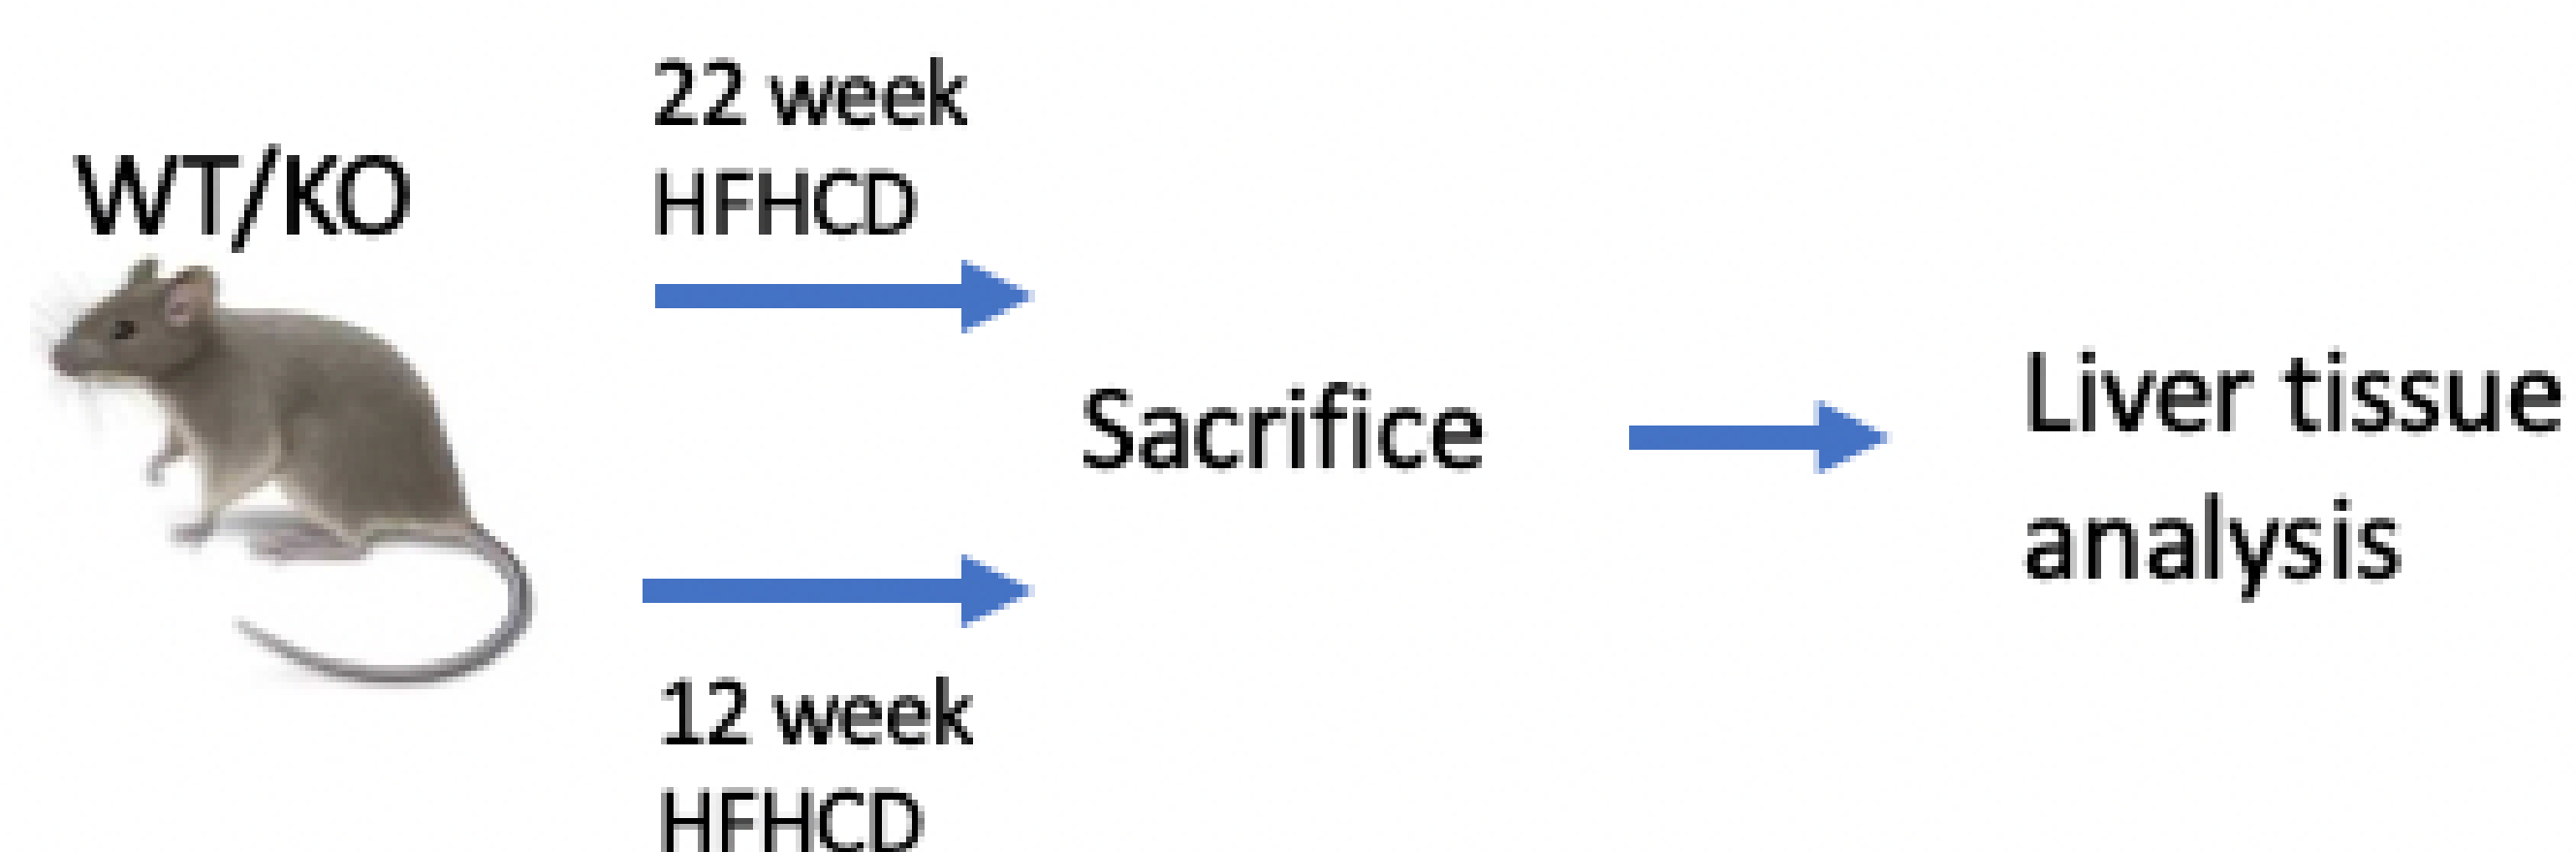 WT/KO
22 week
HFHCD
Sacrifice
12 week
HFHCD
Liver tissue
analysis